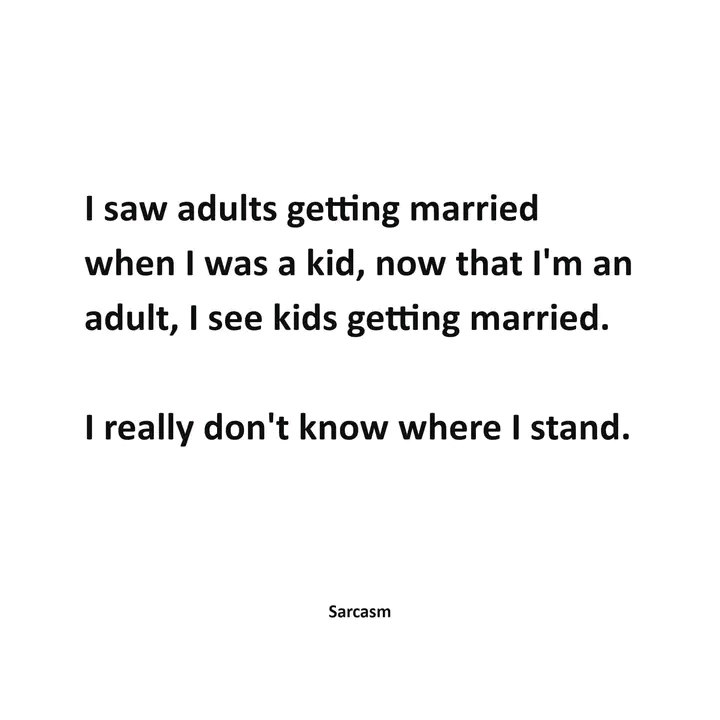 I saw adults getting married
when I was a kid, now that I'm an
adult, I see kids getting married.
I really don't know where I stand.
Sarcasm